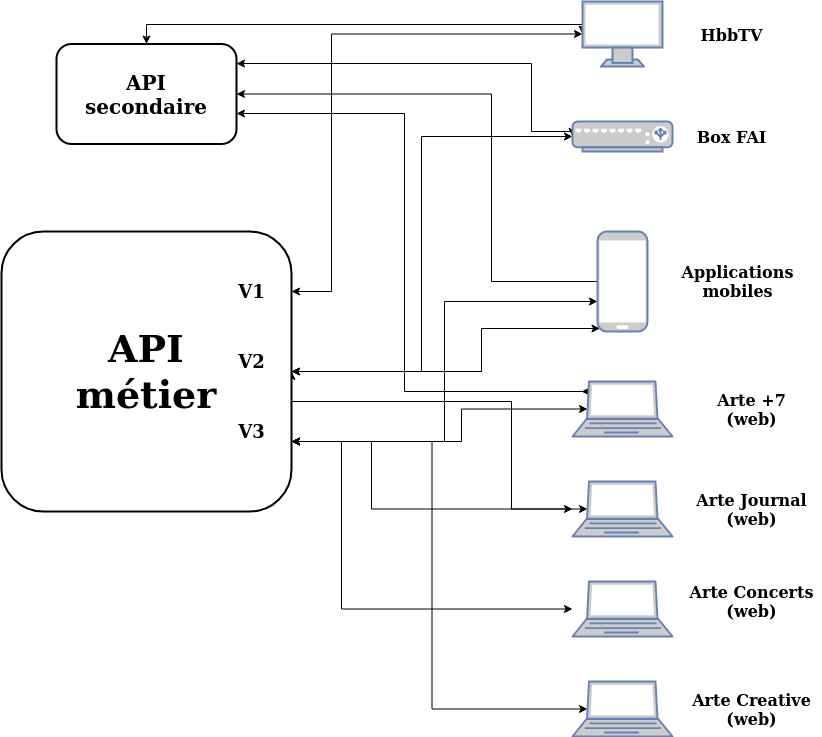 HbbTV
API
secondaire
Box FAI
Applications
mobiles
V1
API
métier
V2
V3
Arte +7
(web)
Arte Journal
(web)
Arte Concerts
(web)
Arte Creative
(web)